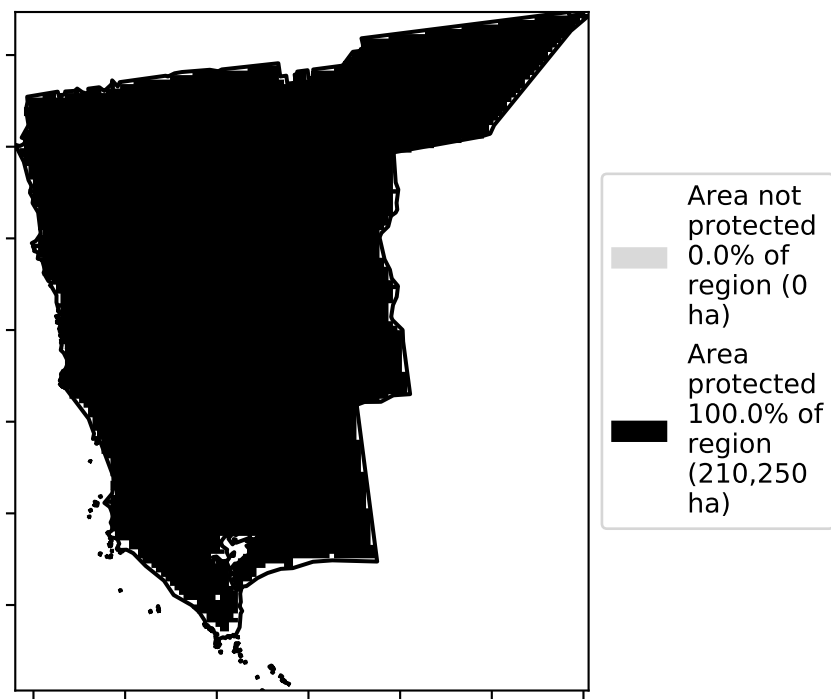 Area not
protected
0.0% of
region (0
ha)
Area
protected
100.0% of
region
(210,250
ha)